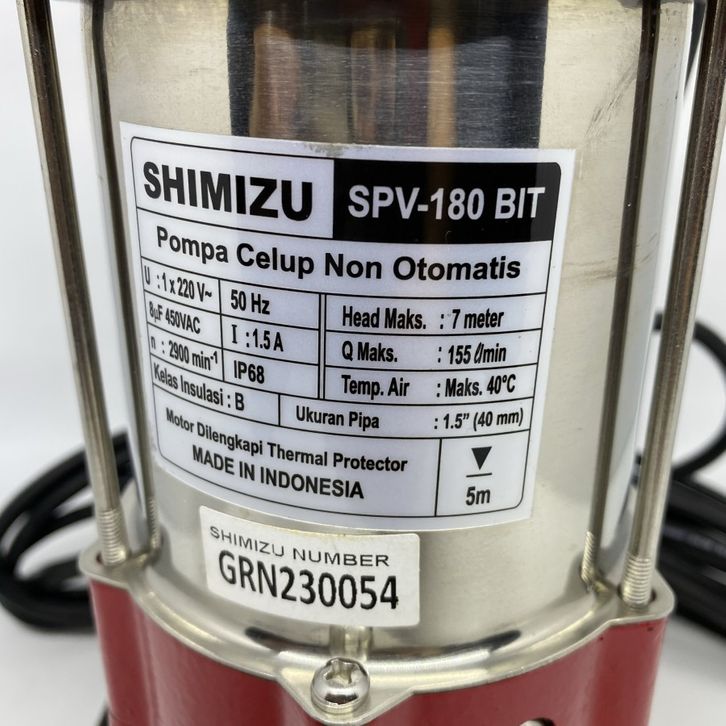 SHIMIZU SPV-180 BIT
Pompa Celup Non Otomatis
U : 1 x 220 V~ 50 Hz
8µF 450VAC I : 1.5 A
n : 2900 min⁻¹ IP68
Kelas Insulasi : B
Head Maks. : 7 meter
Q Maks. : 155 ℓ/min
Temp. Air : Maks. 40°C
Ukuran Pipa : 1.5" (40 mm)
Motor Dilengkapi Thermal Protector
MADE IN INDONESIA
▼
5m
SHIMIZU NUMBER
GRN230054